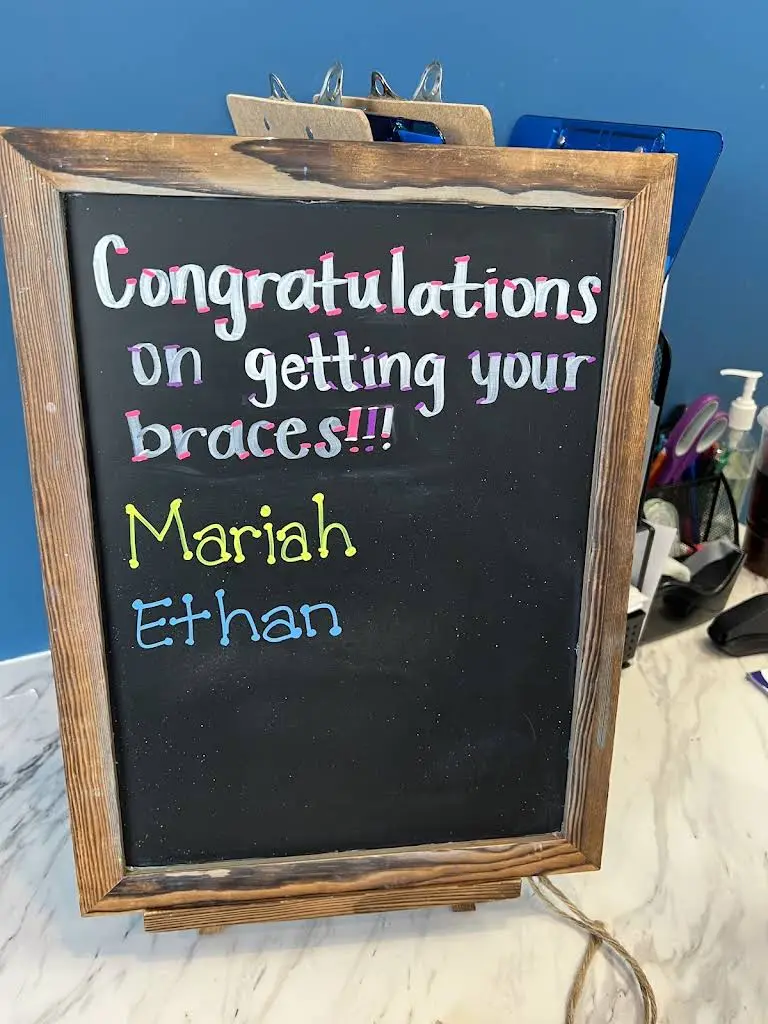 Congratulations
on getting your
braces!!!
Mariah
Ethan